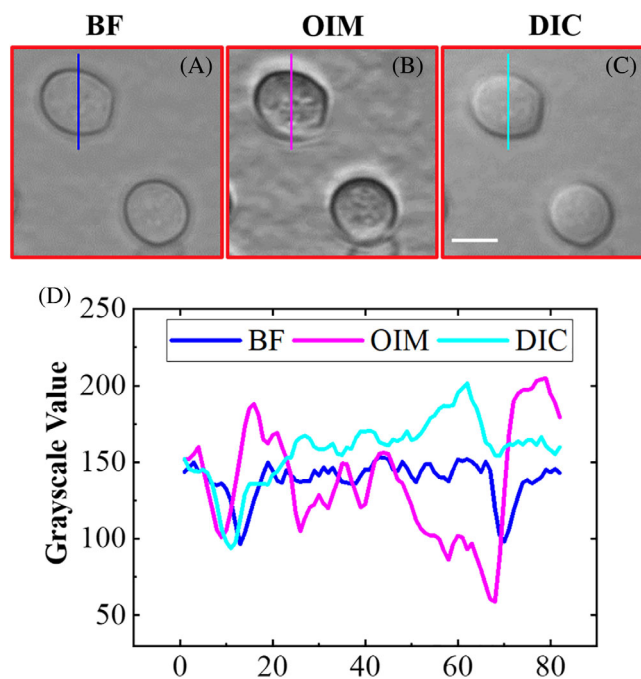 BF OIM DIC
(A) (B) (C)
(D)
250
BF OIM DIC
200
150
100
50
Grayscale Value
0 20 40 60 80